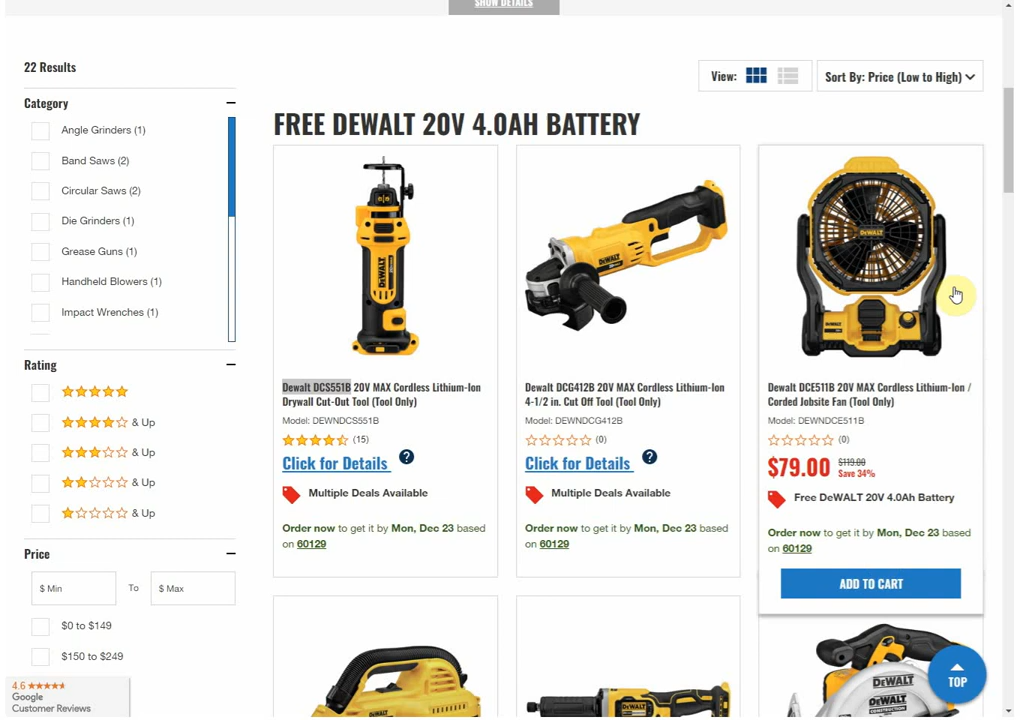 SHOW DETAILS
22 Results
View:
Sort By: Price (Low to High)
Category
Angle Grinders (1)
Band Saws (2)
Circular Saws (2)
Die Grinders (1)
Grease Guns (1)
Handheld Blowers (1)
Impact Wrenches (1)
Rating
& Up
& Up
& Up
& Up
Price
$ Min
To
$ Max
$0 to $149
$150 to $249
4.6
Google
Customer Reviews
FREE DEWALT 20V 4.0AH BATTERY
DEWALT
Dewalt DCS551B 20V MAX Cordless Lithium-Ion
Drywall Cut-Out Tool (Tool Only)
Model: DEWNDCS551B
(15)
Click for Details ?
Multiple Deals Available
Order now to get it by Mon, Dec 23 based
on 60129
DEWALT
Dewalt DCG412B 20V MAX Cordless Lithium-Ion
4-1/2 in. Cut Off Tool (Tool Only)
Model: DEWNDCG412B
(0)
Click for Details ?
Multiple Deals Available
Order now to get it by Mon, Dec 23 based
on 60129
DEWALT
DEWALT
Dewalt DCE511B 20V MAX Cordless Lithium-Ion /
Corded Jobsite Fan (Tool Only)
Model: DEWNDCE511B
(0)
$79.00 $119.00
Save 34%
Free DeWALT 20V 4.0Ah Battery
Order now to get it by Mon, Dec 23 based
on 60129
ADD TO CART
DEWALT
DEWALT
DEWALT
DEWALT
TOP